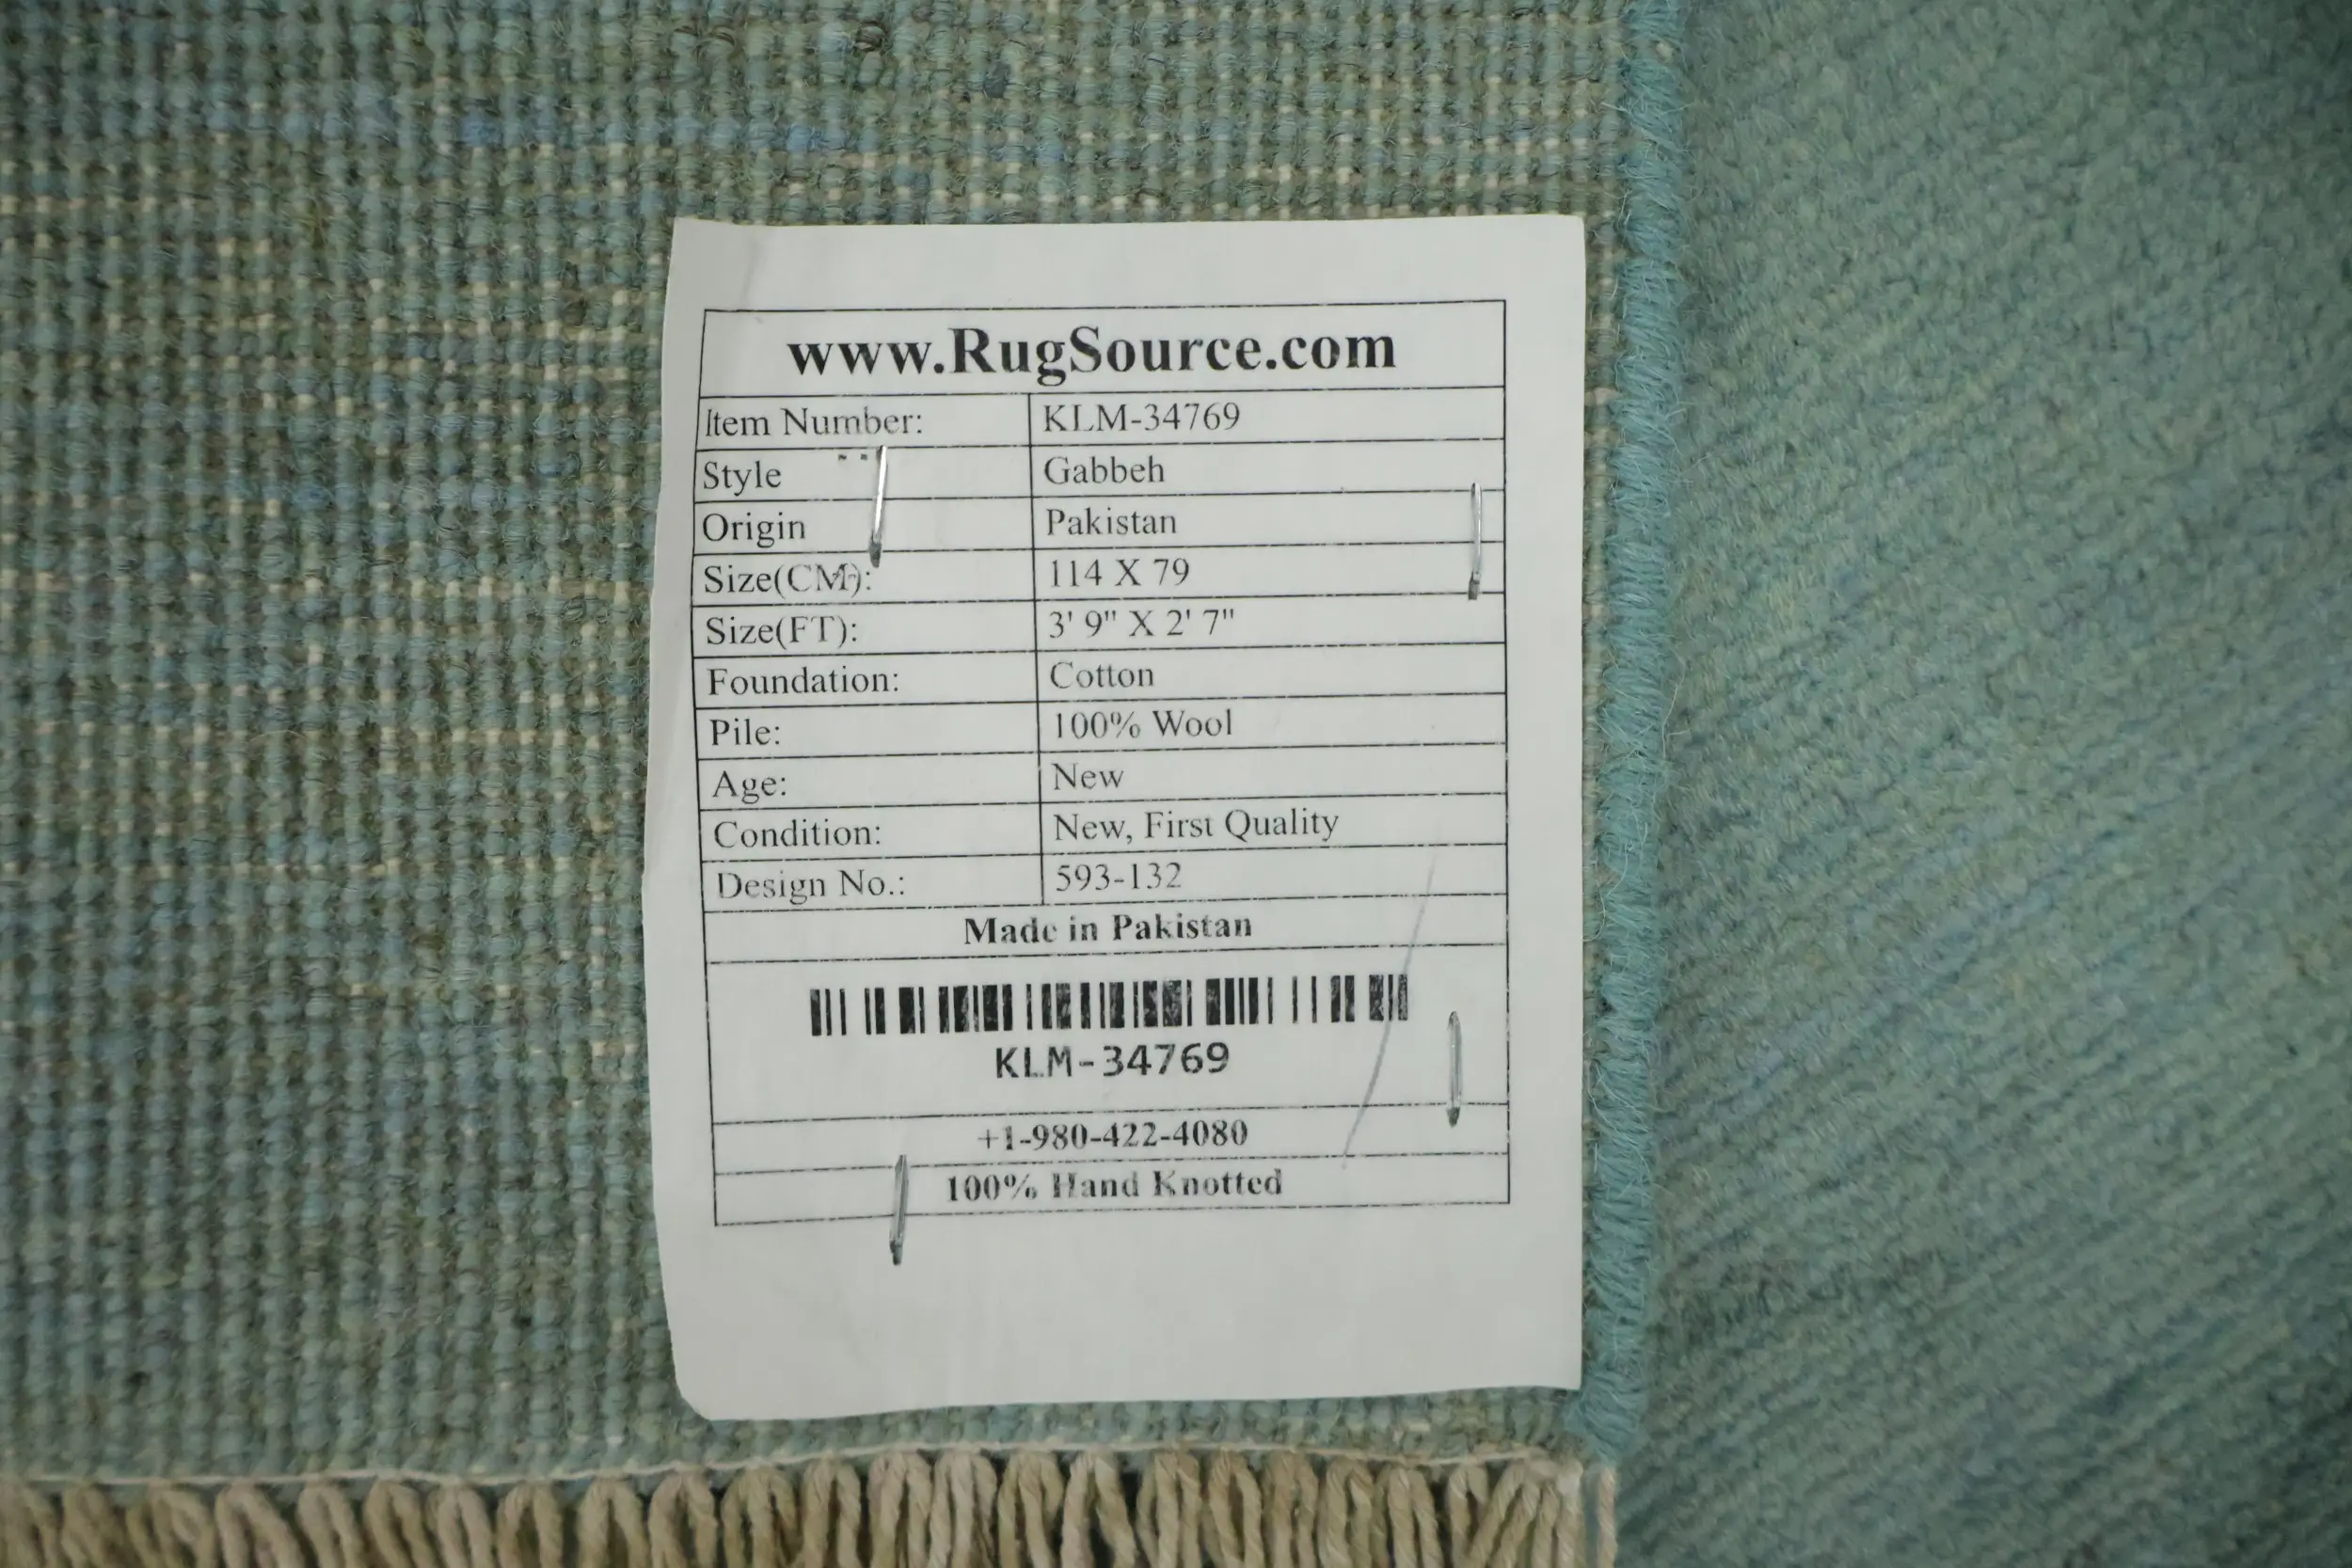 www.RugSource.com
Item Number: KLM-34769
Style Gabbeh
Origin Pakistan
Size(CM): 114 X 79
Size(FT): 3' 9" X 2' 7"
Foundation: Cotton
Pile: 100% Wool
Age: New
Condition: New, First Quality
Design No.: 593-132
Made in Pakistan
KLM-34769
+1-980-422-4080
100% Hand Knotted